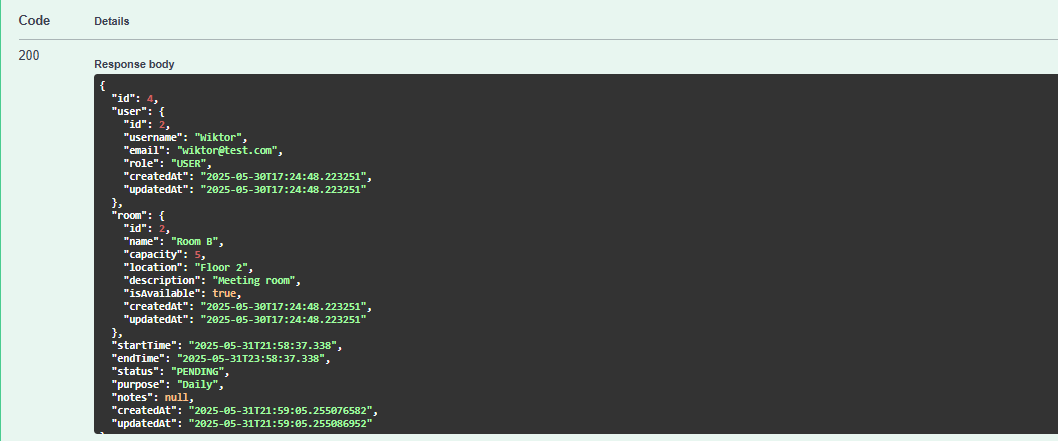 Code Details
200
Response body
{
  "id": 4,
  "user": {
    "id": 2,
    "username": "Wiktor",
    "email": "wiktor@test.com",
    "role": "USER",
    "createdAt": "2025-05-30T17:24:48.223251",
    "updatedAt": "2025-05-30T17:24:48.223251"
  },
  "room": {
    "id": 2,
    "name": "Room B",
    "capacity": 5,
    "location": "Floor 2",
    "description": "Meeting room",
    "isAvailable": true,
    "createdAt": "2025-05-30T17:24:48.223251",
    "updatedAt": "2025-05-30T17:24:48.223251"
  },
  "startTime": "2025-05-31T21:58:37.338",
  "endTime": "2025-05-31T23:58:37.338",
  "status": "PENDING",
  "purpose": "Daily",
  "notes": null,
  "createdAt": "2025-05-31T21:59:05.255076582",
  "updatedAt": "2025-05-31T21:59:05.255086952"
}